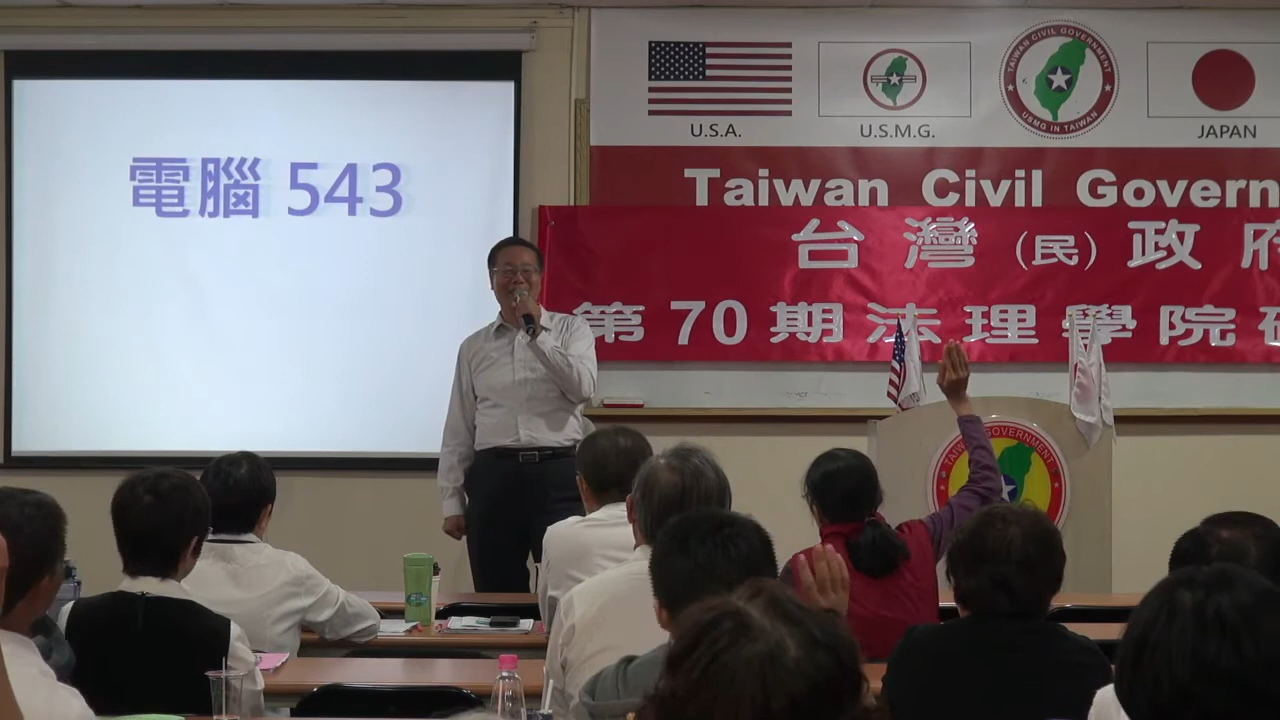 電腦 543
U.S.A.
U.S.M.G.
TAIWAN CIVIL GOVERNMENT
USMG IN TAIWAN
JAPAN
Taiwan Civil Govern
台灣(民)政府
第70期法理學院
GOVERNMENT